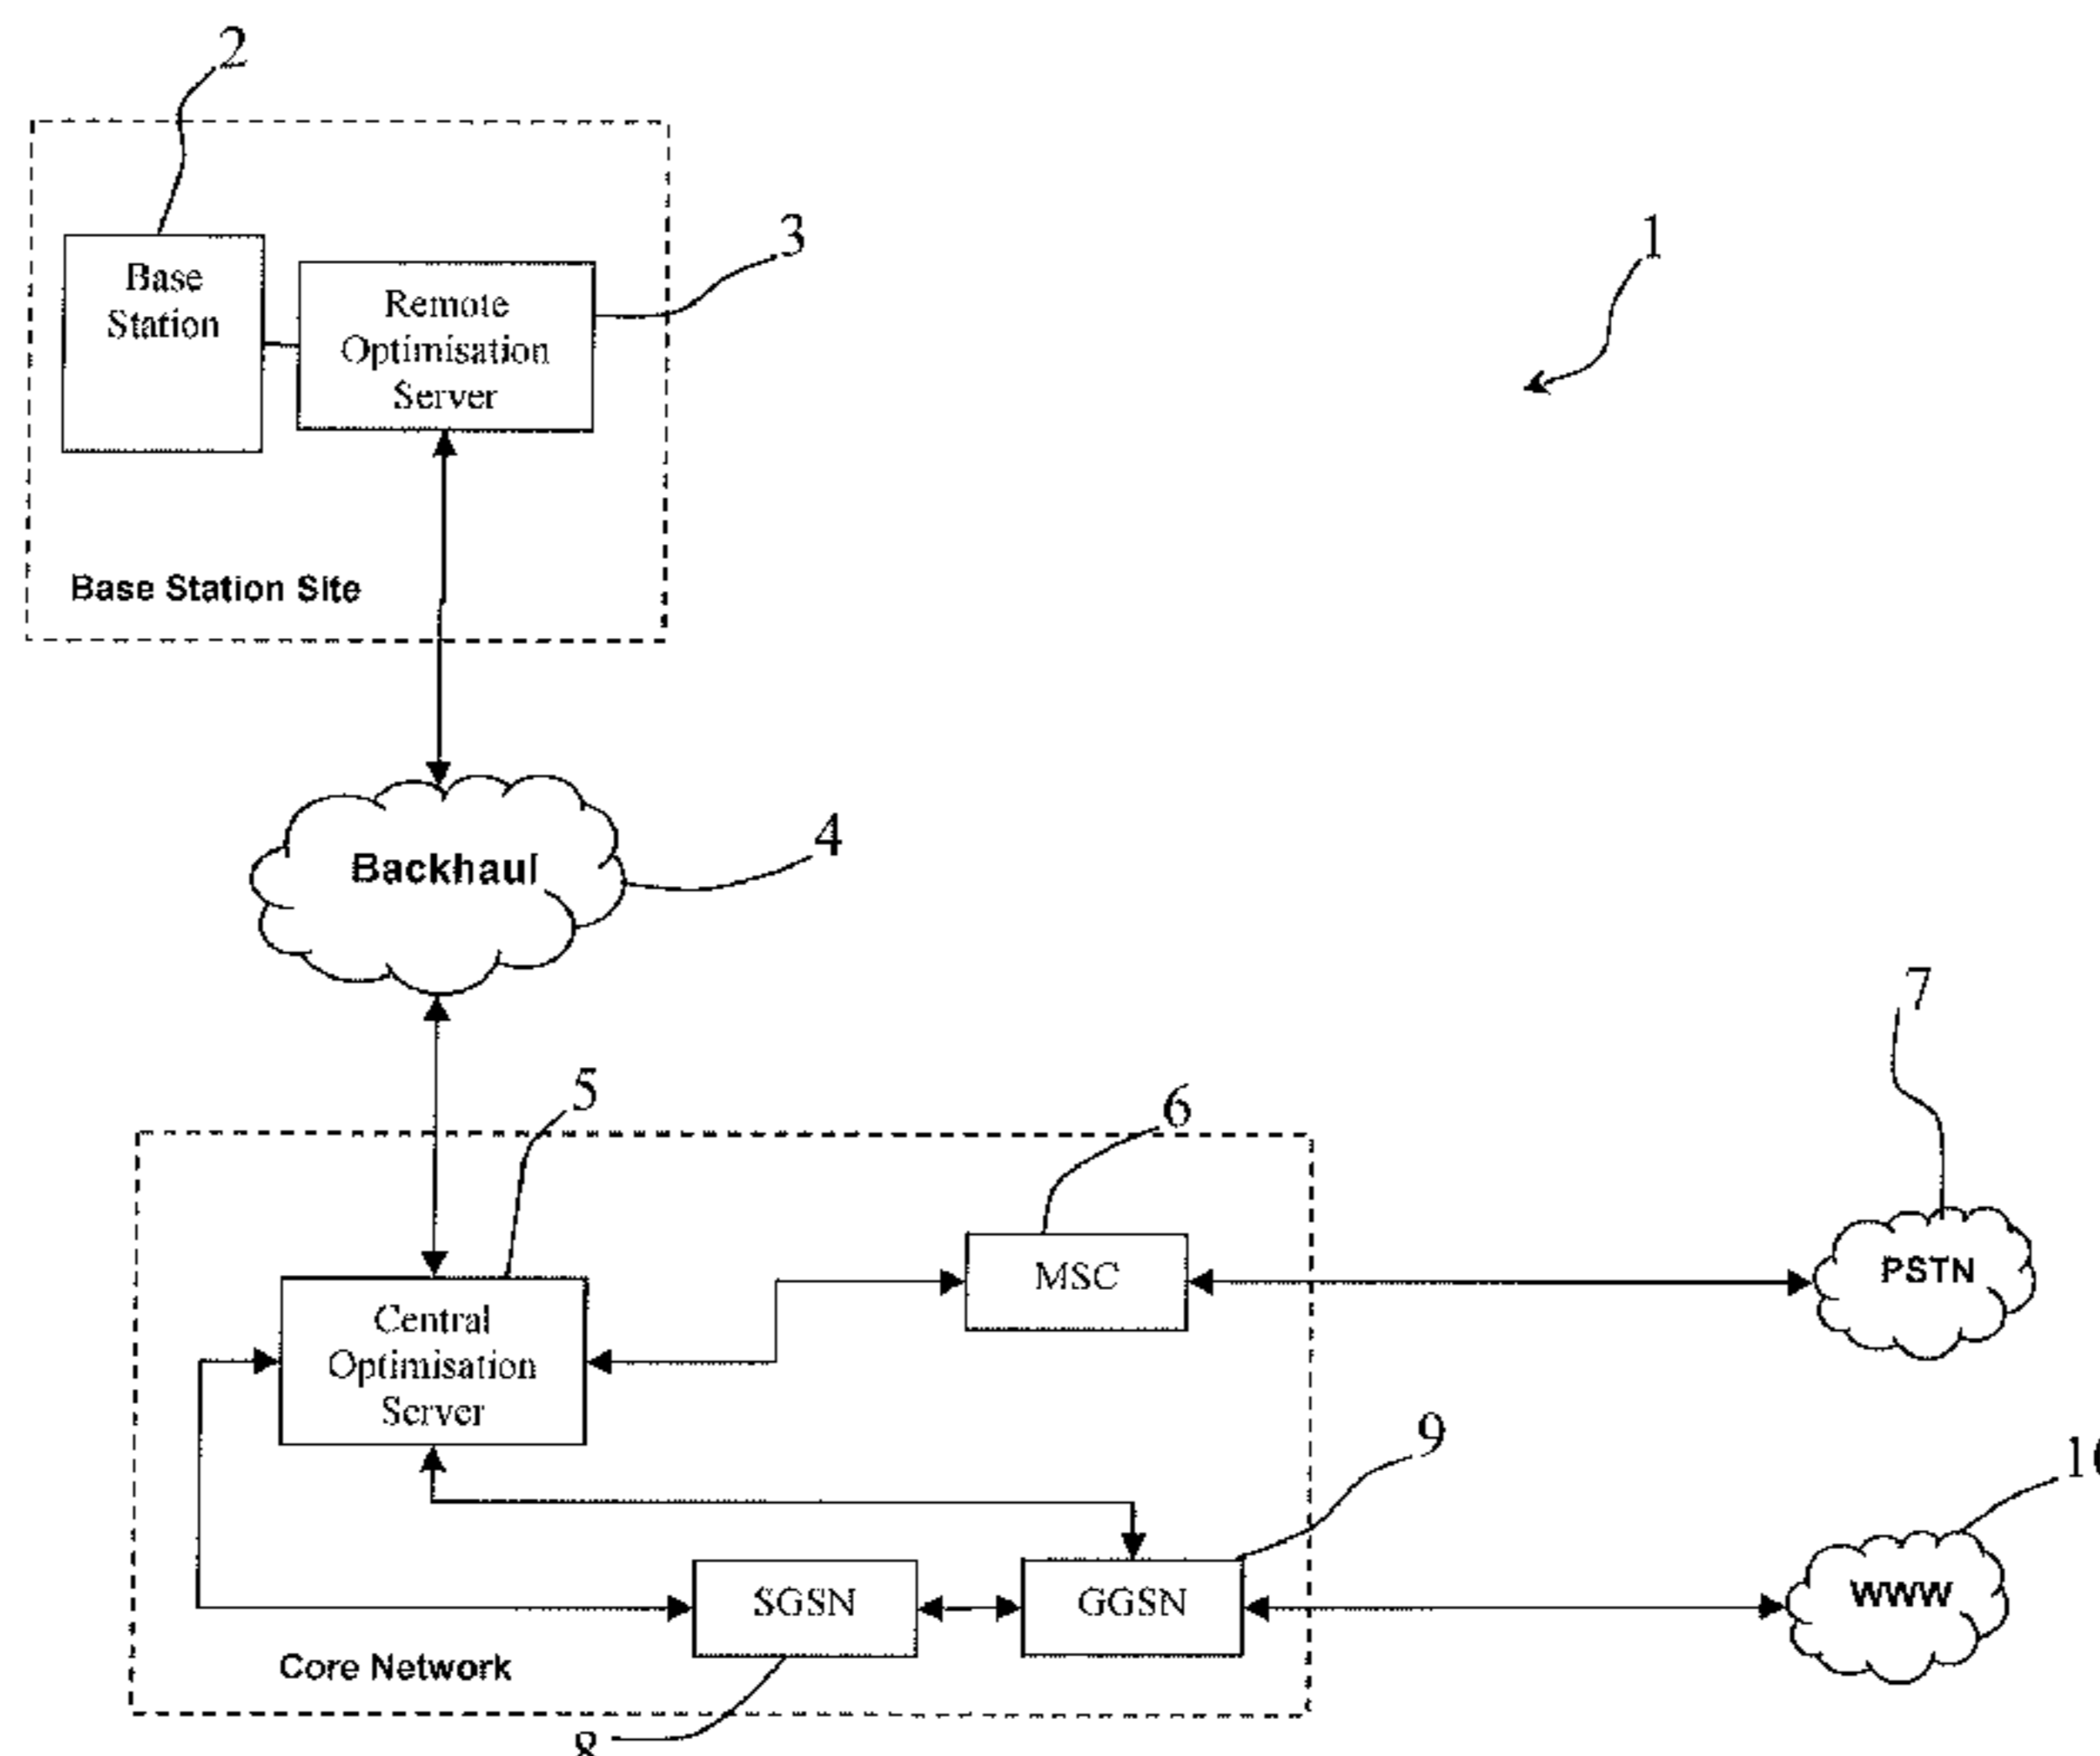 2
Base
Station
Remote
Optimisation
Server
3
1
Base Station Site
Backhaul
4
5
6
7
Central
Optimisation
Server
MSC
PSTN
9
10
SGSN
GGSN
WWW
Core Network
8